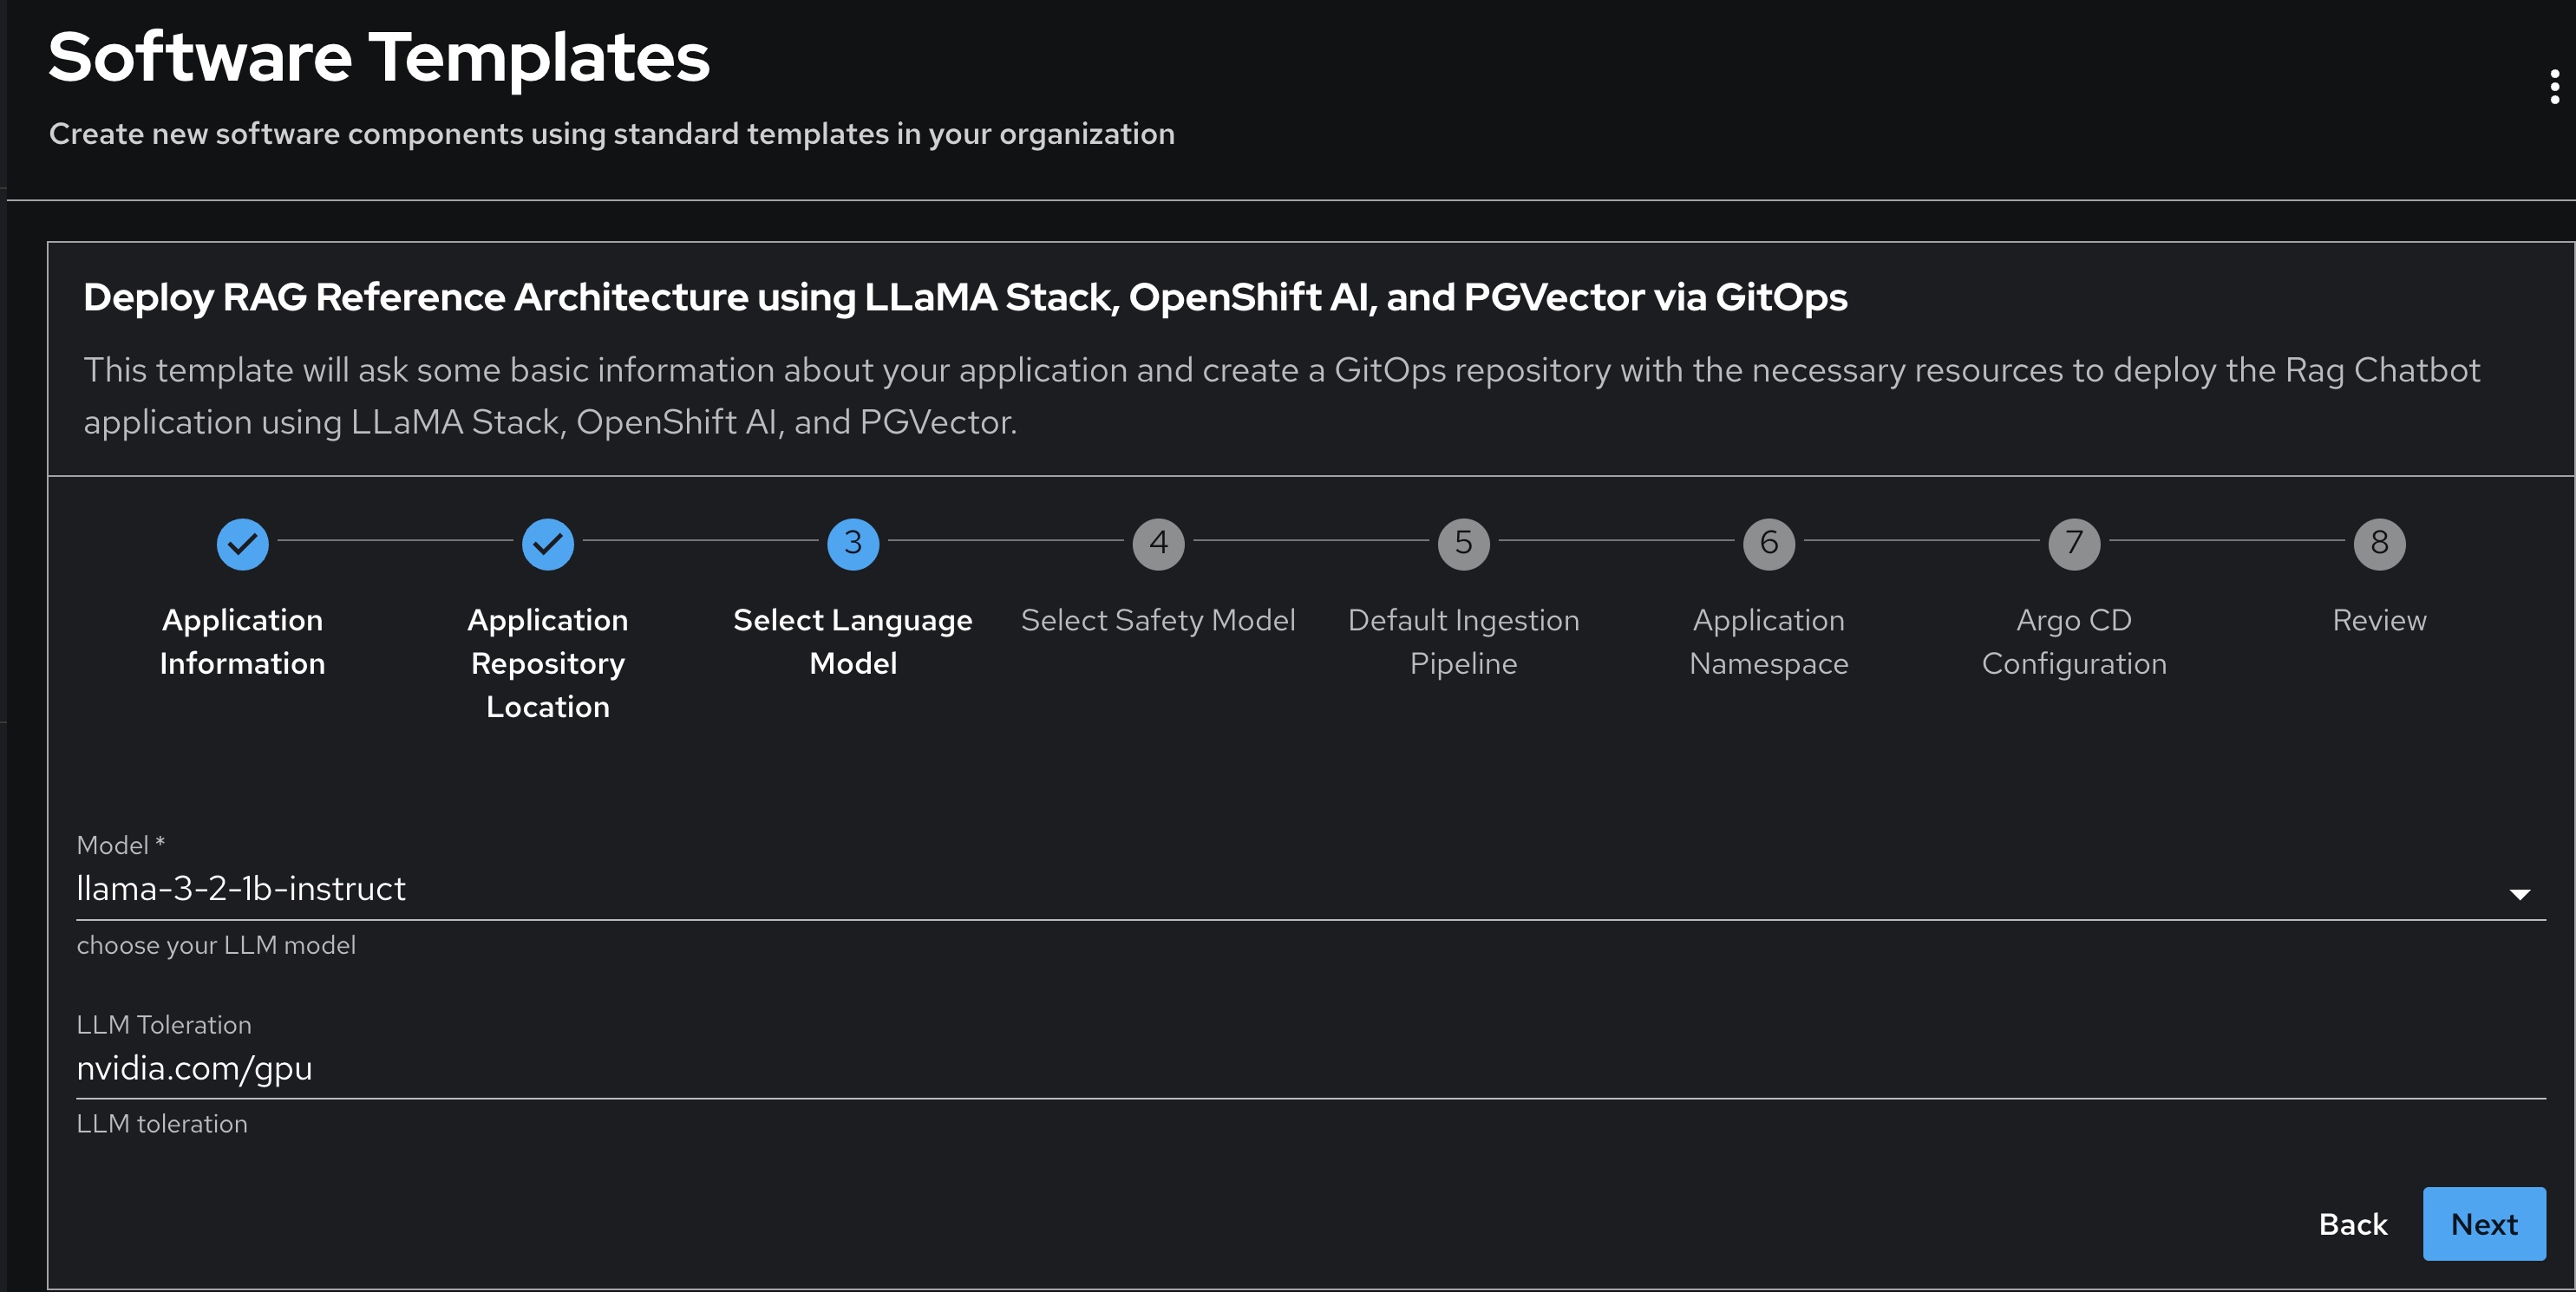 Software Templates
Create new software components using standard templates in your organization
Deploy RAG Reference Architecture using LLaMA Stack, OpenShift AI, and PGVector via GitOps
This template will ask some basic information about your application and create a GitOps repository with the necessary resources to deploy the Rag Chatbot
application using LLaMA Stack, OpenShift AI, and PGVector.
Application
Information
Application
Repository
Location
3
Select Language
Model
4
Select Safety Model
5
Default Ingestion
Pipeline
6
Application
Namespace
7
Argo CD
Configuration
8
Review
Model *
llama-3-2-1b-instruct
choose your LLM model
LLM Toleration
nvidia.com/gpu
LLM toleration
Back
Next